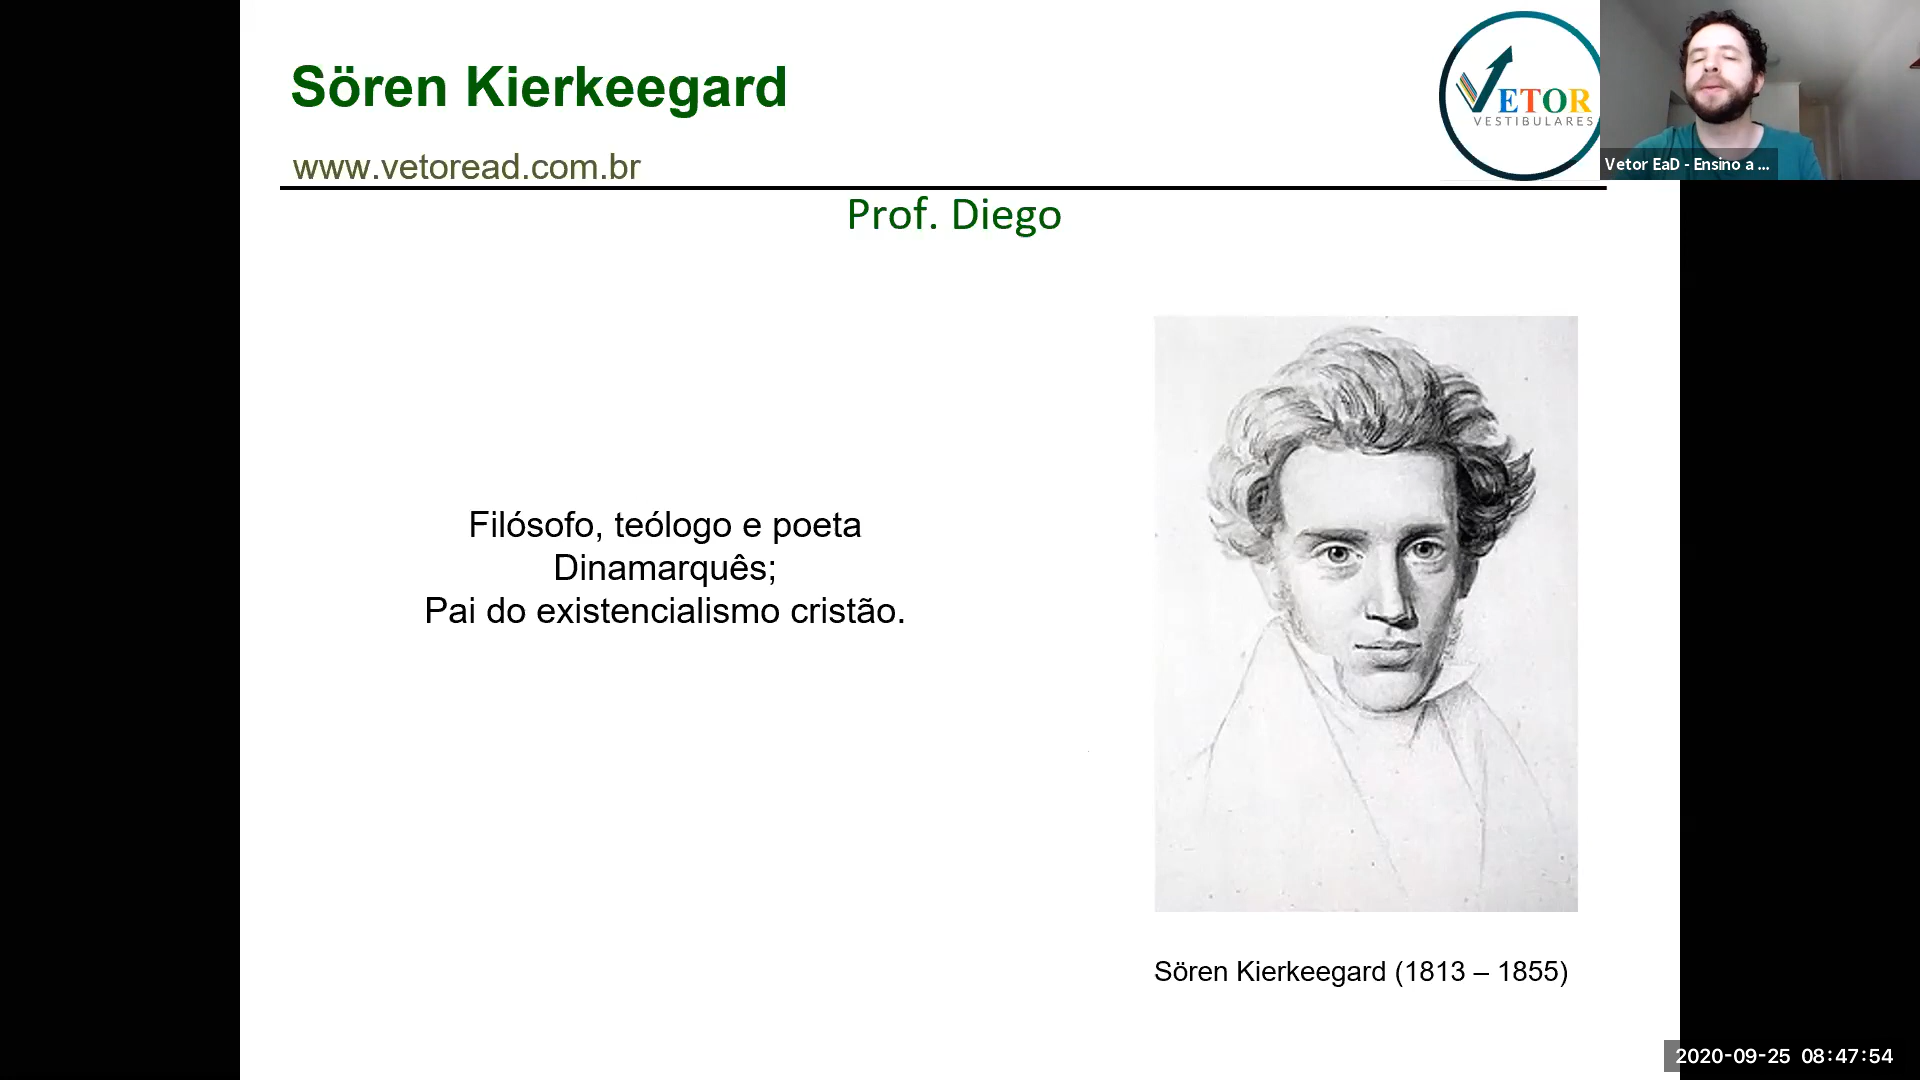 Sören Kierkeegard
www.vetoread.com.br
VETOR
VESTIBULARES
Vetor EaD - Ensino a ...
Prof. Diego
Filósofo, teólogo e poeta
Dinamarquês;
Pai do existencialismo cristão.
Sören Kierkeegard (1813 – 1855)
2020-09-25 08:47:54